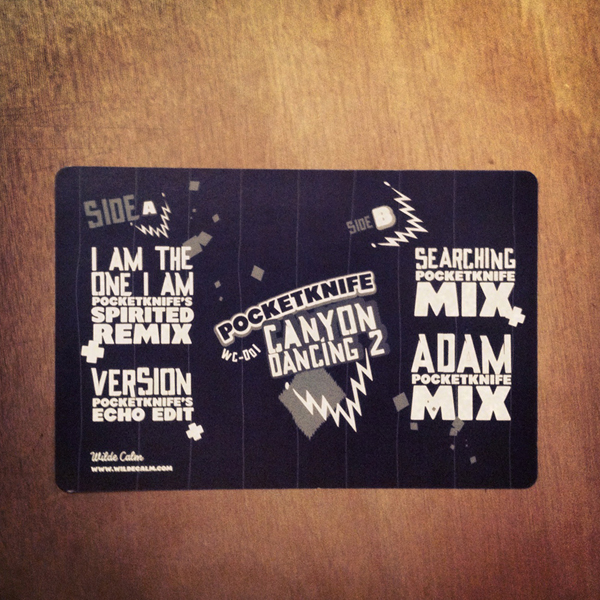 SIDE A
I AM THE
ONE I AM
POCKETKNIFE'S
SPIRITED
REMIX
VERSION
POCKETKNIFE'S
ECHO EDIT
Wilde Calm
WWW.WILDECALM.COM
POCKETKNIFE
WC-001
CANYON
DANCING 2
SIDE B
SEARCHING
POCKETKNIFE
MIX
ADAM
POCKETKNIFE
MIX